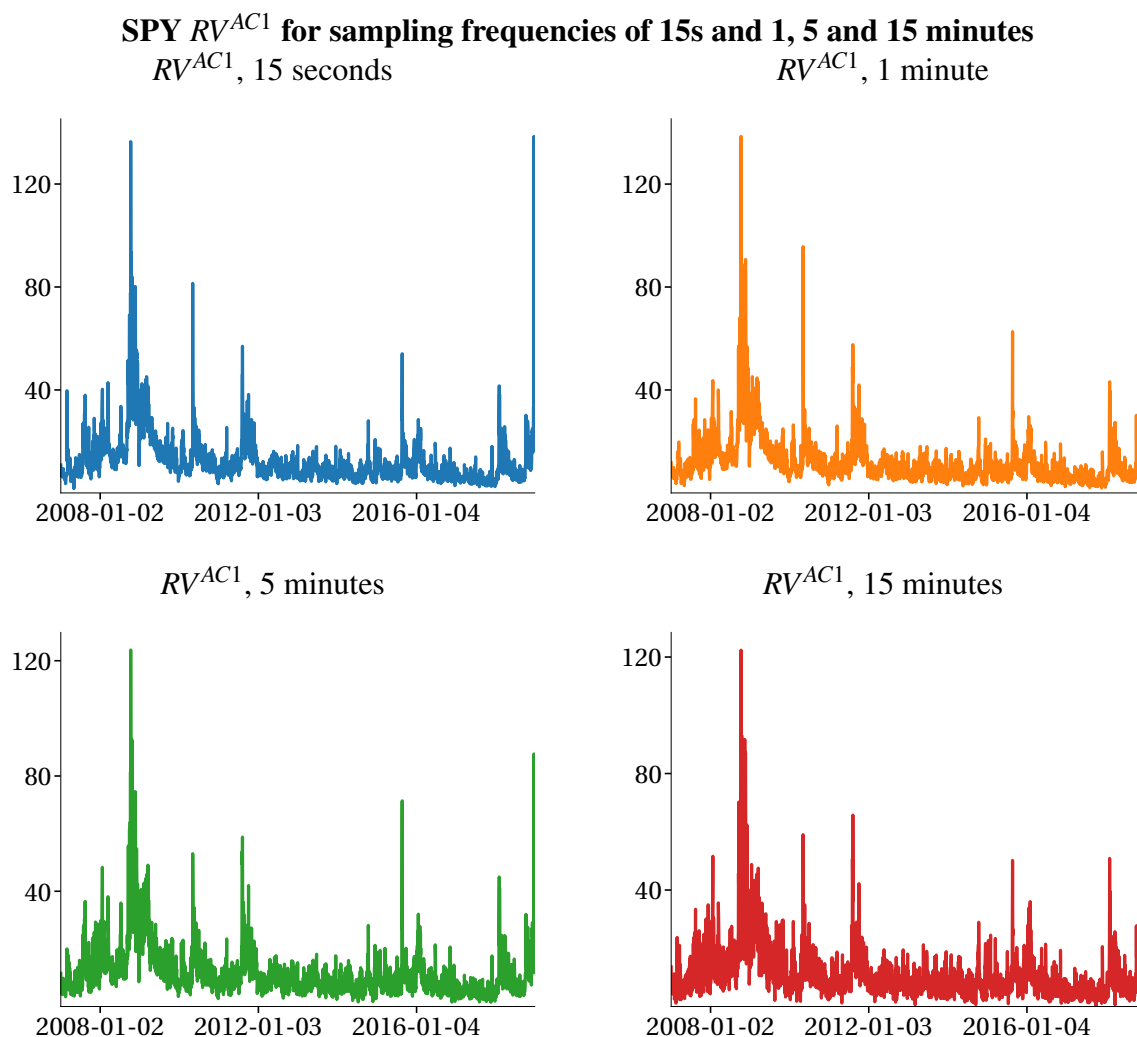 SPY RV^AC1 for sampling frequencies of 15s and 1, 5 and 15 minutes
RV^AC1, 15 seconds
120
80
40
2008-01-02 2012-01-03 2016-01-04
RV^AC1, 1 minute
120
80
40
2008-01-02 2012-01-03 2016-01-04
RV^AC1, 5 minutes
120
80
40
2008-01-02 2012-01-03 2016-01-04
RV^AC1, 15 minutes
120
80
40
2008-01-02 2012-01-03 2016-01-04